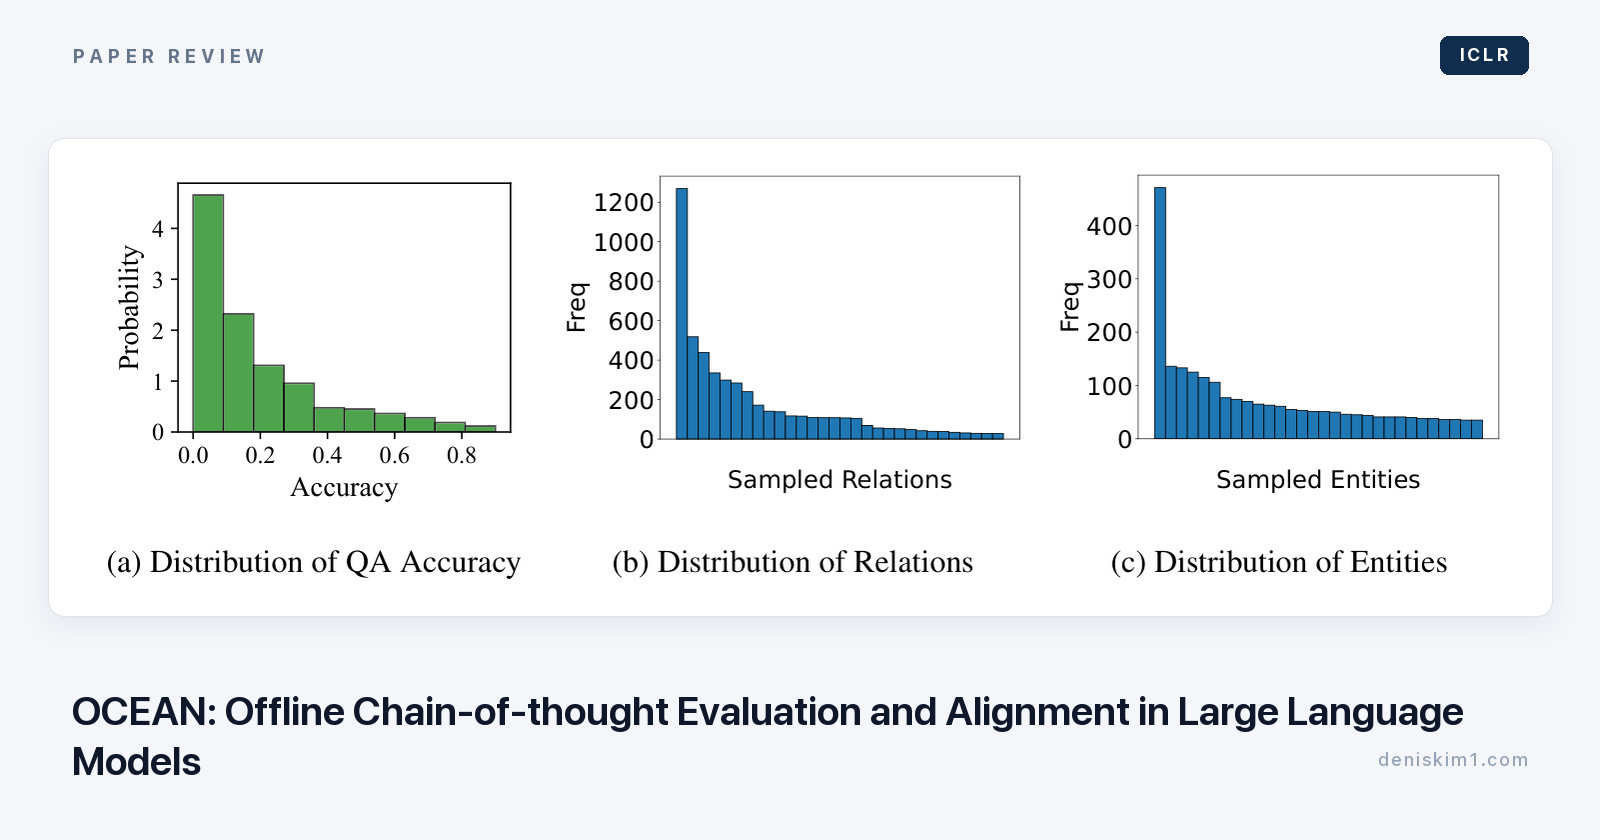 PAPER REVIEW
ICLR
4
3
2
1
0
Probability
0.0 0.2 0.4 0.6 0.8
Accuracy
(a) Distribution of QA Accuracy
1200
1000
800
600
400
200
0
Freq
Sampled Relations
(b) Distribution of Relations
400
300
200
100
0
Freq
Sampled Entities
(c) Distribution of Entities
OCEAN: Offline Chain-of-thought Evaluation and Alignment in Large Language
Models
deniskim1.com